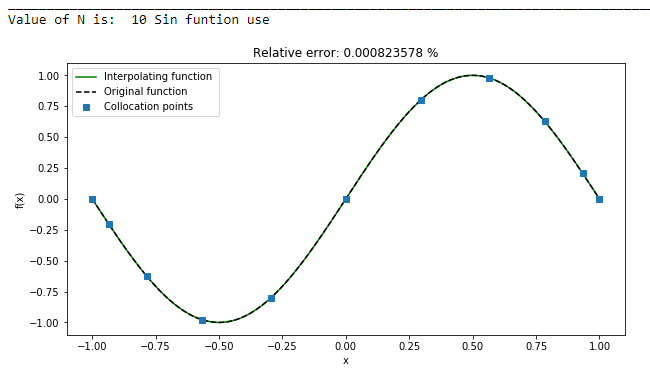 Value of N is:  10 Sin funtion use
Relative error: 0.000823578 %
Interpolating function
Original function
Collocation points
1.00
0.75
0.50
0.25
0.00
−0.25
−0.50
−0.75
−1.00
f(x)
−1.00 −0.75 −0.50 −0.25 0.00 0.25 0.50 0.75 1.00
x